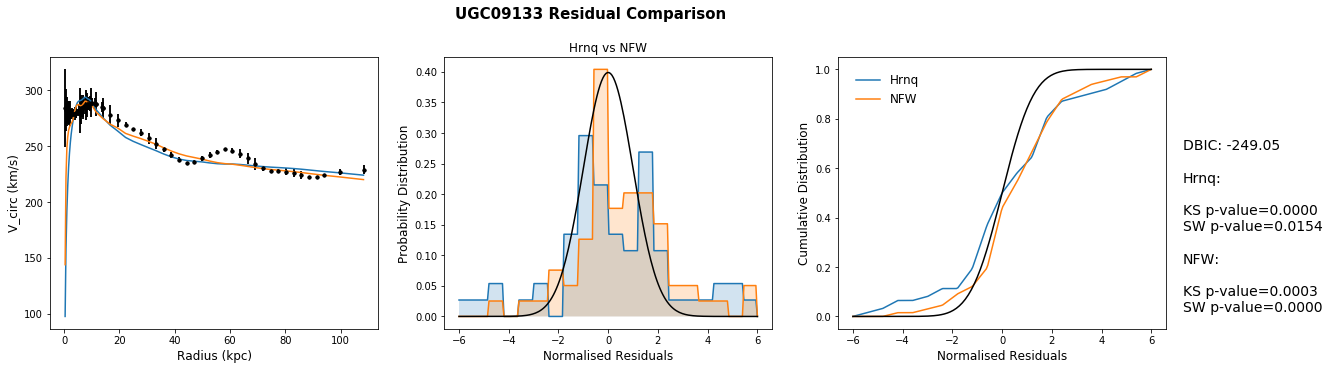 UGC09133 Residual Comparison
V_circ (km/s)
300
250
200
150
100
0
20
40
60
80
100
Radius (kpc)
Hrnq vs NFW
Probability Distribution
0.40
0.35
0.30
0.25
0.20
0.15
0.10
0.05
0.00
−6
−4
−2
0
2
4
6
Normalised Residuals
Cumulative Distribution
1.0
0.8
0.6
0.4
0.2
0.0
Hrnq
NFW
−6
−4
−2
0
2
4
6
Normalised Residuals
DBIC: -249.05
Hrnq:
KS p-value=0.0000
SW p-value=0.0154
NFW:
KS p-value=0.0003
SW p-value=0.0000